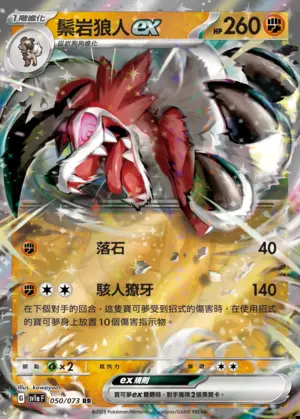 1階進化
鬃岩狼人ex
HP 260
從岩狗狗進化
落石 40
駭人獠牙 140
在下個對手的回合,這隻寶可夢受到招式的傷害時,在使用招式
的寶可夢身上放置10個傷害指示物。
弱點 ×2 抵抗力 撤退
ex規則
寶可夢ex昏厥時,對手獲得2張獎賞卡。
Illus. kawayoo
G sv1a F 050/073 RR
©2023 Pokémon/Nintendo/Creatures/GAME FREAK